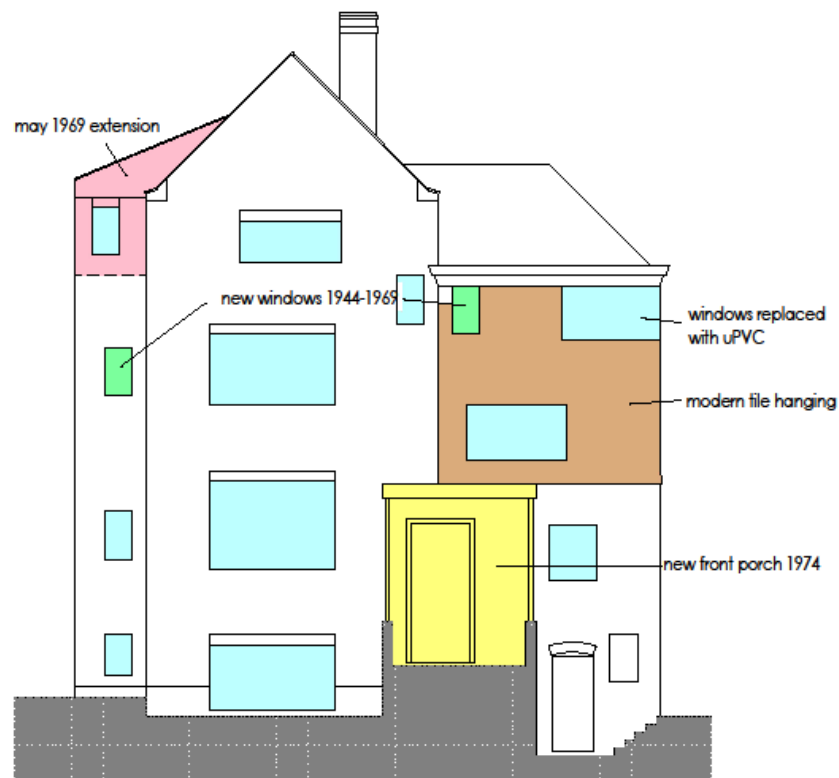 may 1969 extension
new windows 1944-1969
windows replaced
with uPVC
modern tile hanging
new front porch 1974